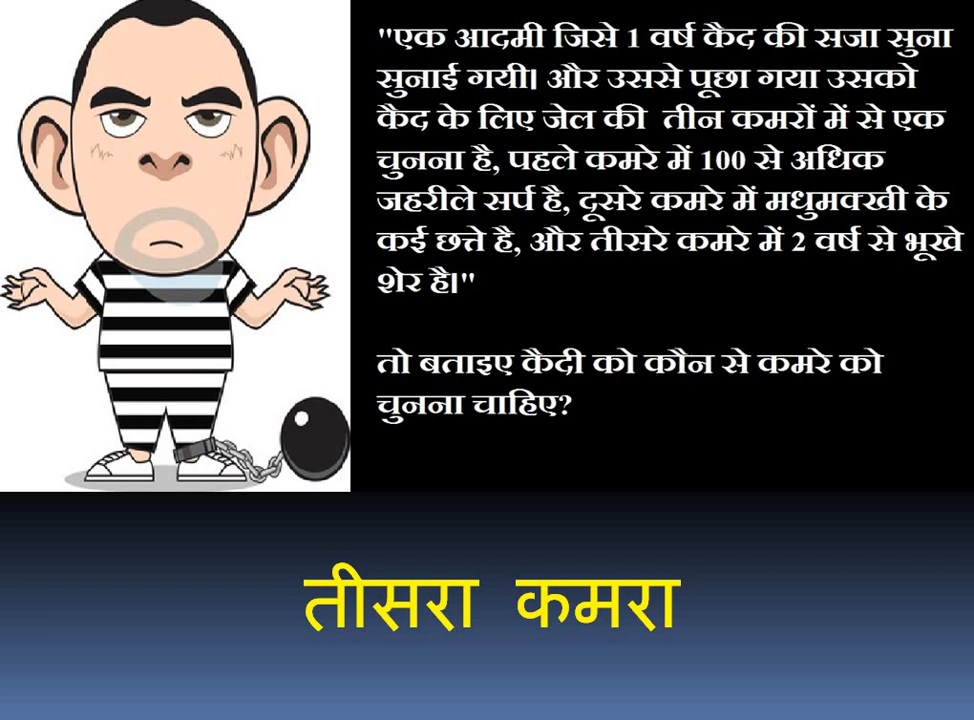 "एक आदमी जिसे 1 वर्ष कैद की सजा सुना
सुनाई गयी। और उससे पूछा गया उसको
कैद के लिए जेल की तीन कमरों में से एक
चुनना है, पहले कमरे में 100 से अधिक
जहरीले सर्प है, दूसरे कमरे में मधुमक्खी के
कई छत्ते है, और तीसरे कमरे में 2 वर्ष से भूखे
शेर है।"
तो बताइए कैदी को कौन से कमरे को
चुनना चाहिए?
तीसरा कमरा